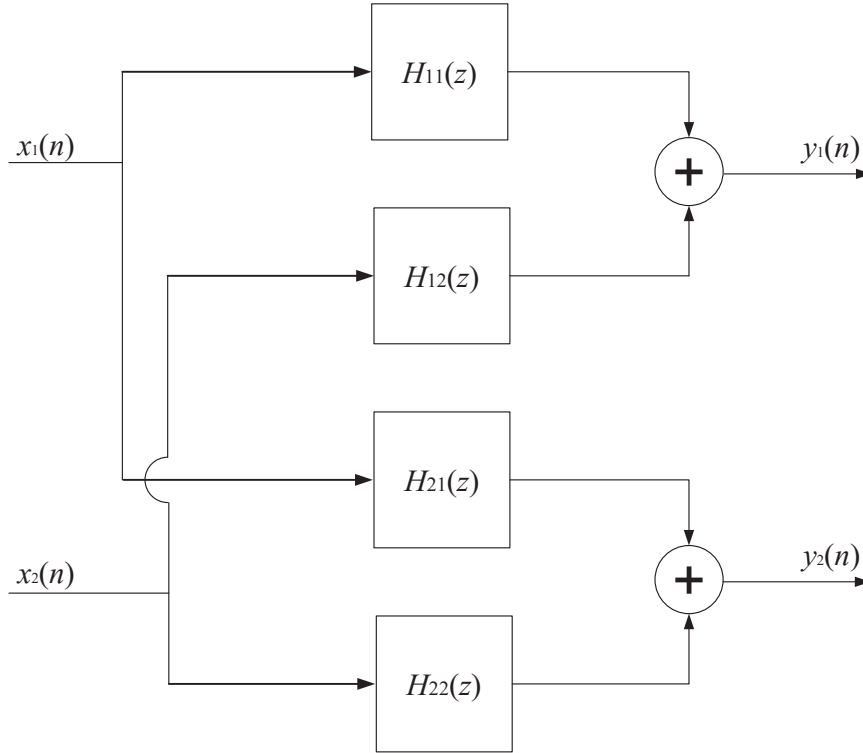 H11(z)
x1(n)
y1(n)
+
H12(z)
H21(z)
x2(n)
y2(n)
+
H22(z)